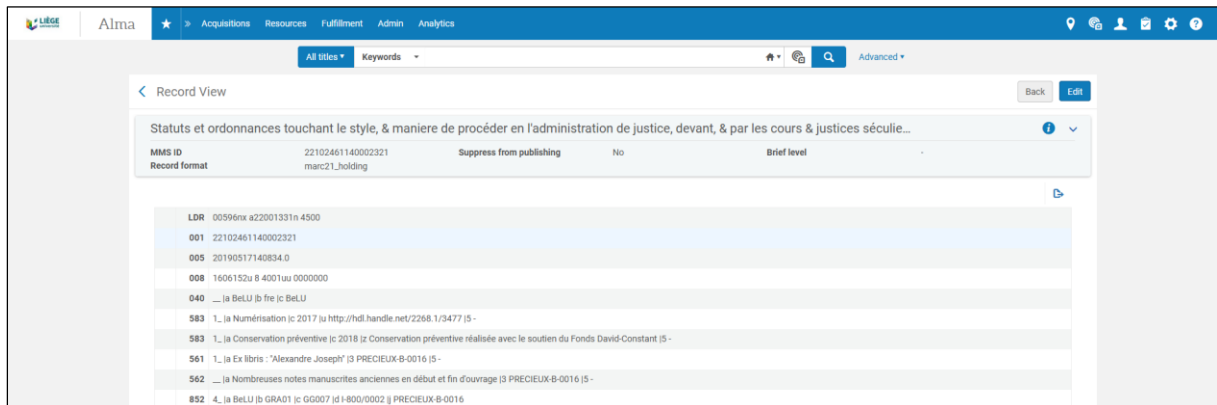 LIÈGE université Alma » Acquisitions Resources Fulfillment Admin Analytics ?
All titles Keywords Advanced
Record View Back Edit
Statuts et ordonnances touchant le style, & maniere de procéder en l'administration de justice, devant, & par les cours & justices séculie...
MMS ID 22102461140002321 Suppress from publishing No Brief level -
Record format marc21_holding
LDR 00596nx a22001331n 4500
001 22102461140002321
005 20190517140834.0
008 1606152u 8 4001uu 0000000
040 __ |a BeLU |b fre |c BeLU
583 1_ |a Numérisation |c 2017 |u http://hdl.handle.net/2268.1/3477 |5 -
583 1_ |a Conservation préventive |c 2018 |z Conservation préventive réalisée avec le soutien du Fonds David-Constant |5 -
561 1_ |a Ex libris : "Alexandre Joseph" |3 PRECIEUX-B-0016 |5 -
562 __ |a Nombreuses notes manuscrites anciennes en début et fin d'ouvrage |3 PRECIEUX-B-0016 |5 -
852 4_ |a BeLU |b GRA01 |c GG007 |d I-800/0002 |j PRECIEUX-B-0016